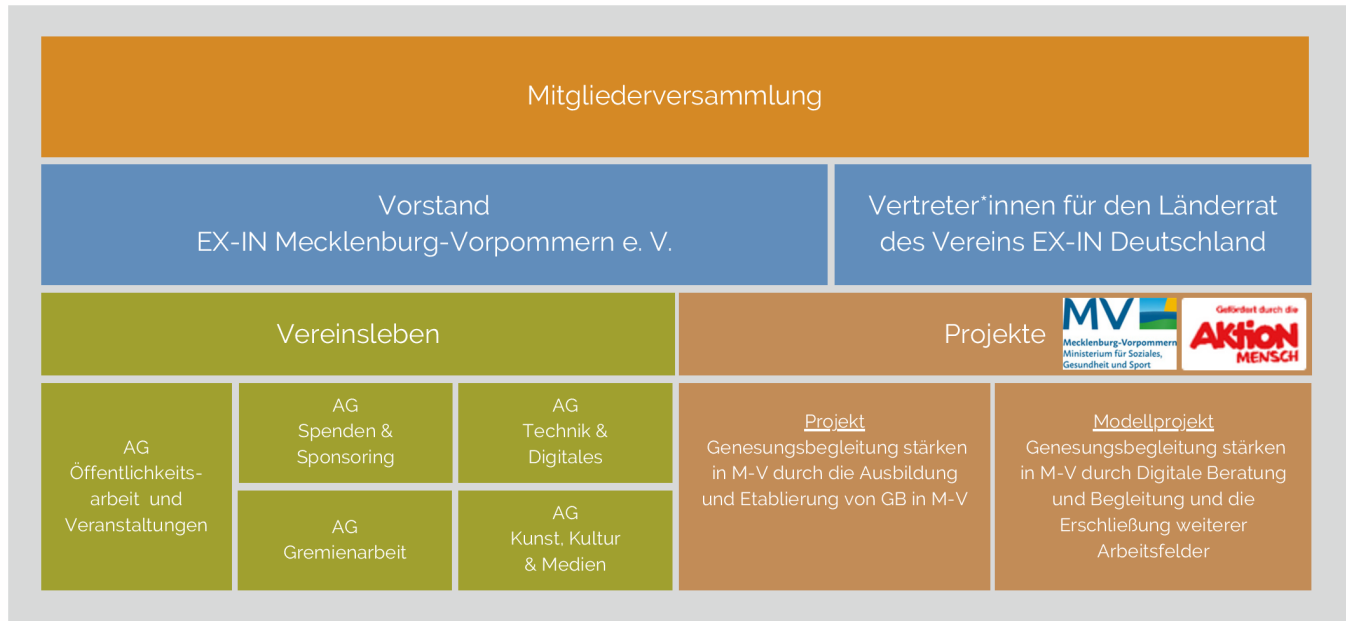 Mitgliederversammlung
Vorstand
EX-IN Mecklenburg-Vorpommern e. V.
Vertreter*innen für den Länderrat
des Vereins EX-IN Deutschland
Vereinsleben
Projekte
MV
Mecklenburg-Vorpommern
Ministerium für Soziales,
Gesundheit und Sport
Gefördert durch die
AKTION
MENSCH
AG
Öffentlichkeits-
arbeit und
Veranstaltungen
AG
Spenden &
Sponsoring
AG
Technik &
Digitales
AG
Gremienarbeit
AG
Kunst, Kultur
& Medien
Projekt
Genesungsbegleitung stärken
in M-V durch die Ausbildung
und Etablierung von GB in M-V
Modellprojekt
Genesungsbegleitung stärken
in M-V durch Digitale Beratung
und Begleitung und die
Erschließung weiterer
Arbeitsfelder